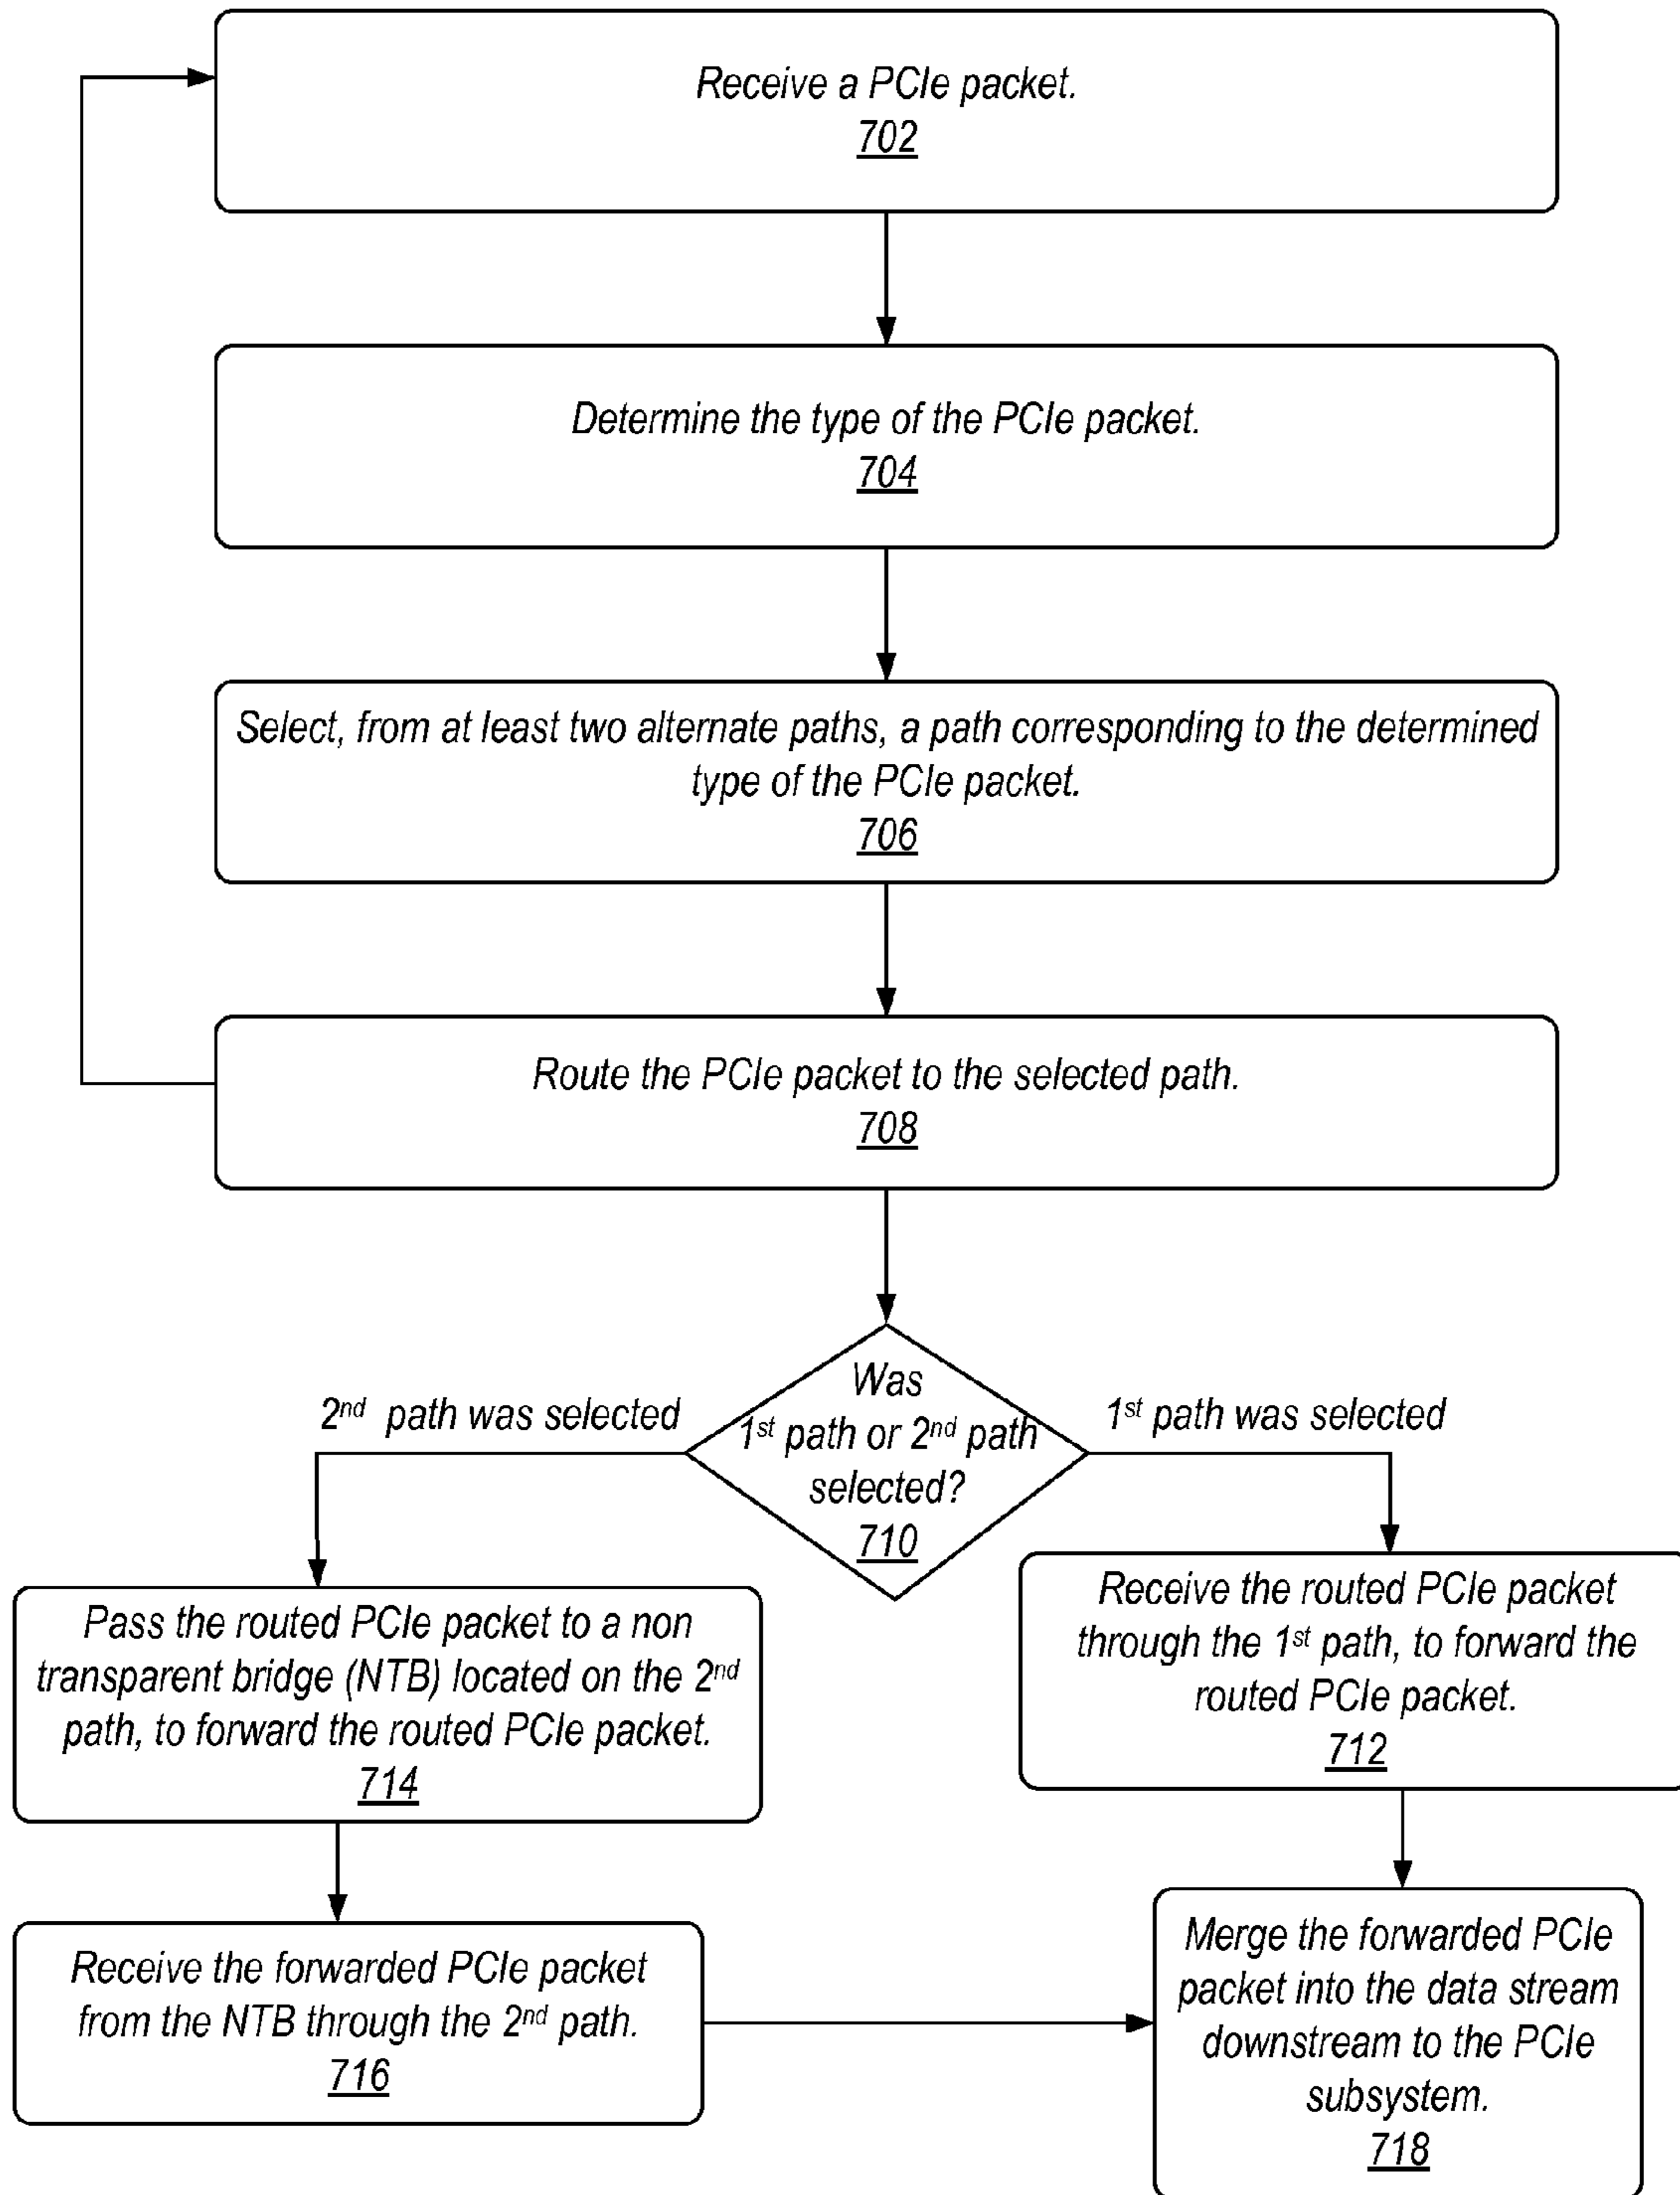 Receive a PCIe packet.
702
Determine the type of the PCIe packet.
704
Select, from at least two alternate paths, a path corresponding to the determined
type of the PCIe packet.
706
Route the PCIe packet to the selected path.
708
Was
1st path or 2nd path
selected?
710
2nd path was selected
1st path was selected
Pass the routed PCIe packet to a non
transparent bridge (NTB) located on the 2nd
path, to forward the routed PCIe packet.
714
Receive the routed PCIe packet
through the 1st path, to forward the
routed PCIe packet.
712
Receive the forwarded PCIe packet
from the NTB through the 2nd path.
716
Merge the forwarded PCIe
packet into the data stream
downstream to the PCIe
subsystem.
718